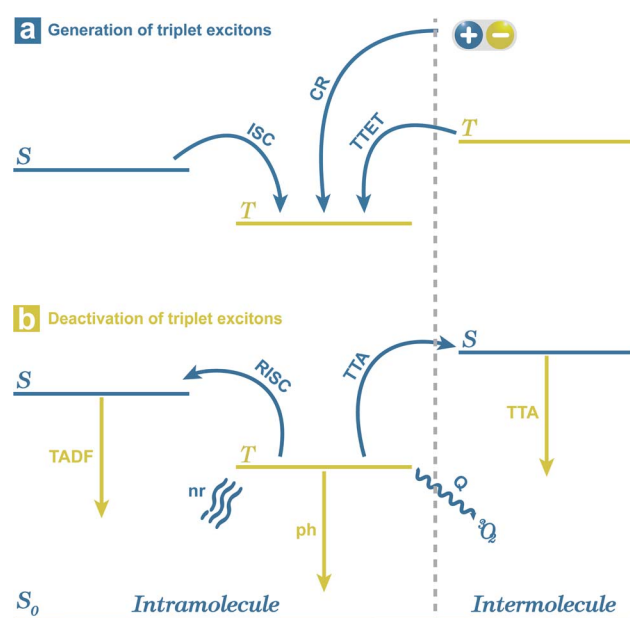 a Generation of triplet excitons
+ −
CR
ISC
TTET
S
T
T
b Deactivation of triplet excitons
S
RISC
TTA
S
TADF
T
TTA
nr
Q
ph
³O₂
S₀
Intramolecule
Intermolecule